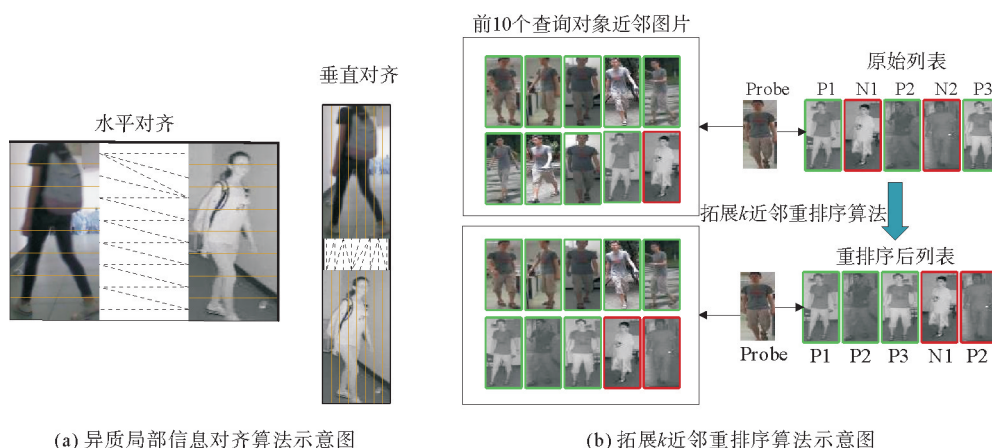 前10个查询对象近邻图片
垂直对齐
水平对齐
原始列表
Probe P1 N1 P2 N2 P3
拓展k近邻重排序算法
重排序后列表
Probe P1 P2 P3 N1 P2
(a) 异质局部信息对齐算法示意图
(b) 拓展k近邻重排序算法示意图